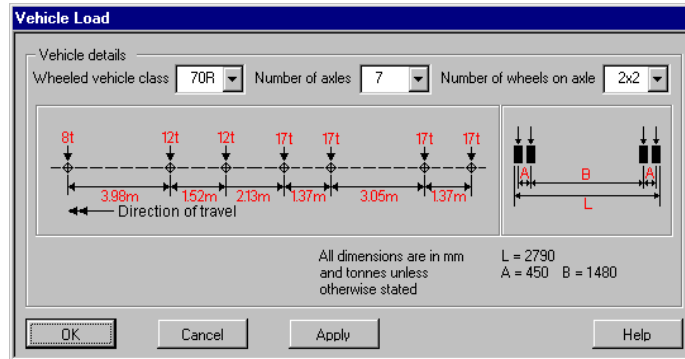 Vehicle Load
Vehicle details
Wheeled vehicle class 70R Number of axles 7 Number of wheels on axle 2x2
8t 12t 12t 17t 17t 17t 17t
3.98m 1.52m 2.13m 1.37m 3.05m 1.37m
Direction of travel
A B A
L
All dimensions are in mm
and tonnes unless
otherwise stated
L = 2790
A = 450 B = 1480
OK Cancel Apply Help